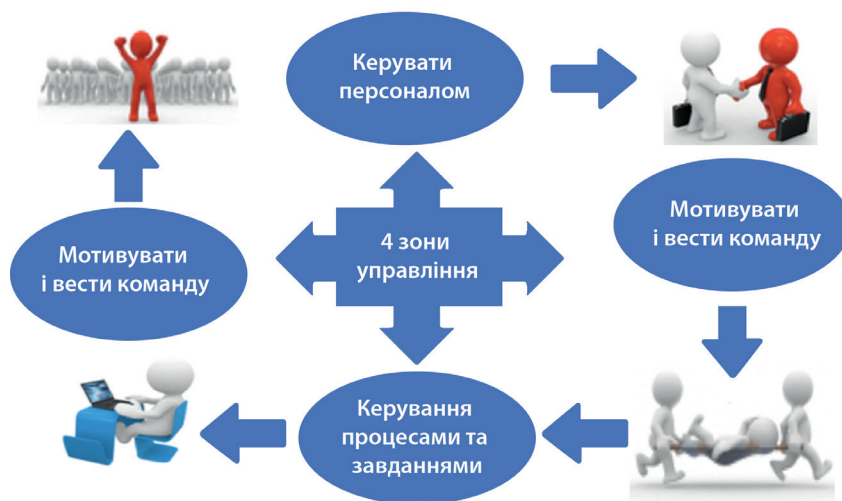 Керувати
персоналом
Мотивувати
і вести команду
4 зони
управління
Мотивувати
і вести команду
Керування
процесами та
завданнями